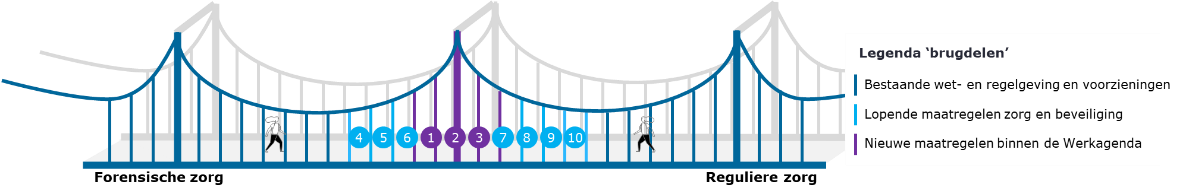 Legenda ‘brugdelen’
Bestaande wet- en regelgeving en voorzieningen
Lopende maatregelen zorg en beveiliging
Nieuwe maatregelen binnen de Werkagenda
4 5 6 1 2 3 7 8 9 10
Forensische zorg Reguliere zorg